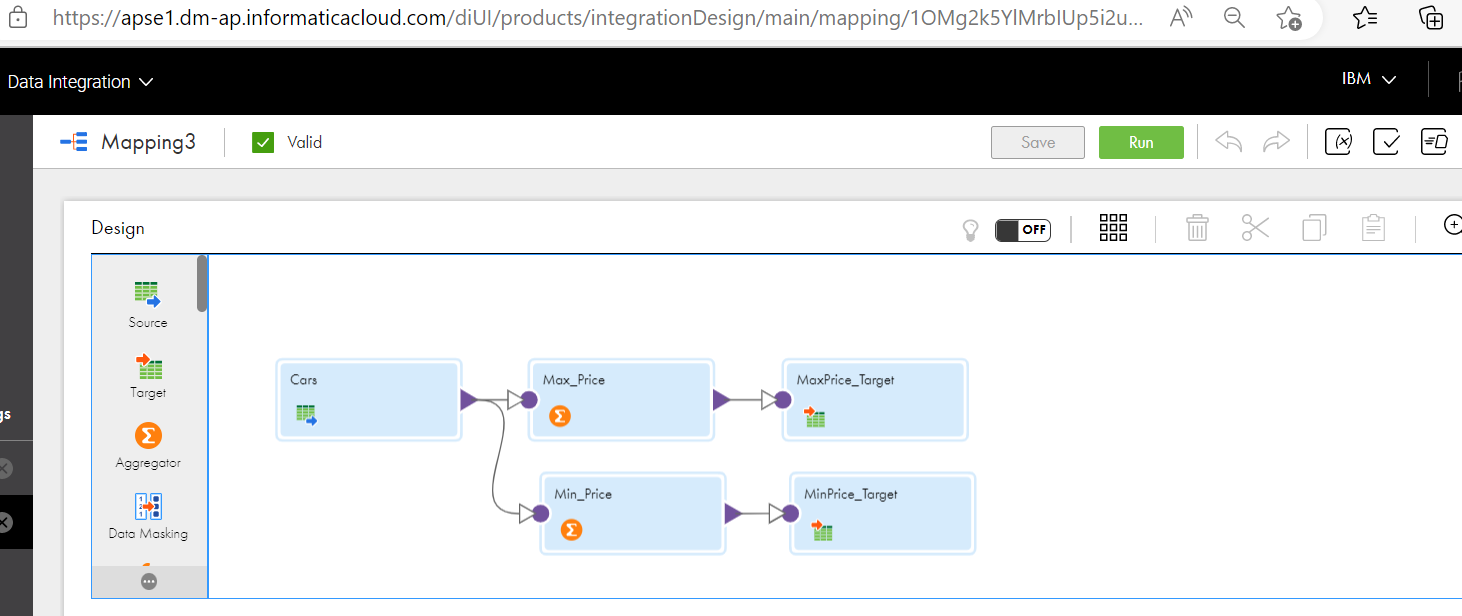 https://apse1.dm-ap.informaticacloud.com/diUI/products/integrationDesign/main/mapping/1OMg2k5YlMrbIUp5i2u...
Data Integration
IBM
Mapping3
Valid
Save
Run
Design
OFF
Source
Target
Aggregator
Data Masking
gs
Cars
Max_Price
MaxPrice_Target
Min_Price
MinPrice_Target